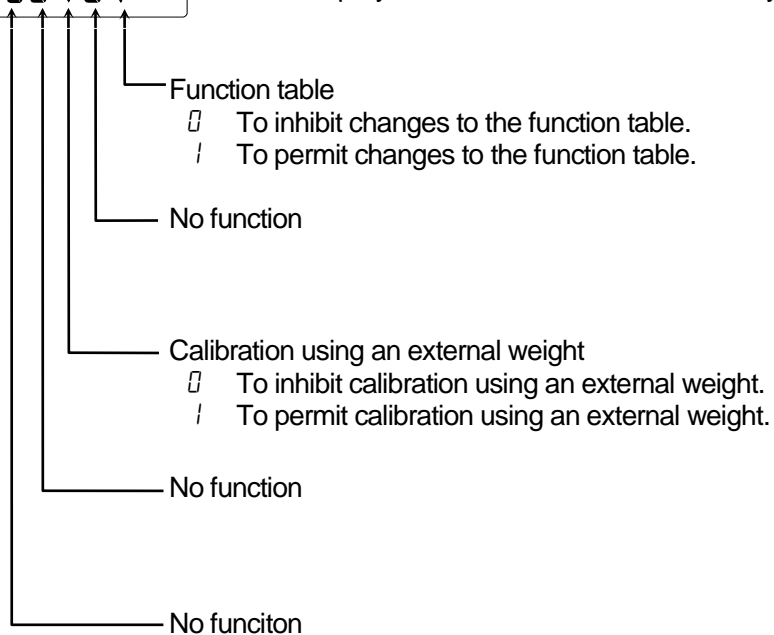 Function table
0 To inhibit changes to the function table.
1 To permit changes to the function table.
No function
Calibration using an external weight
0 To inhibit calibration using an external weight.
1 To permit calibration using an external weight.
No function
No funciton